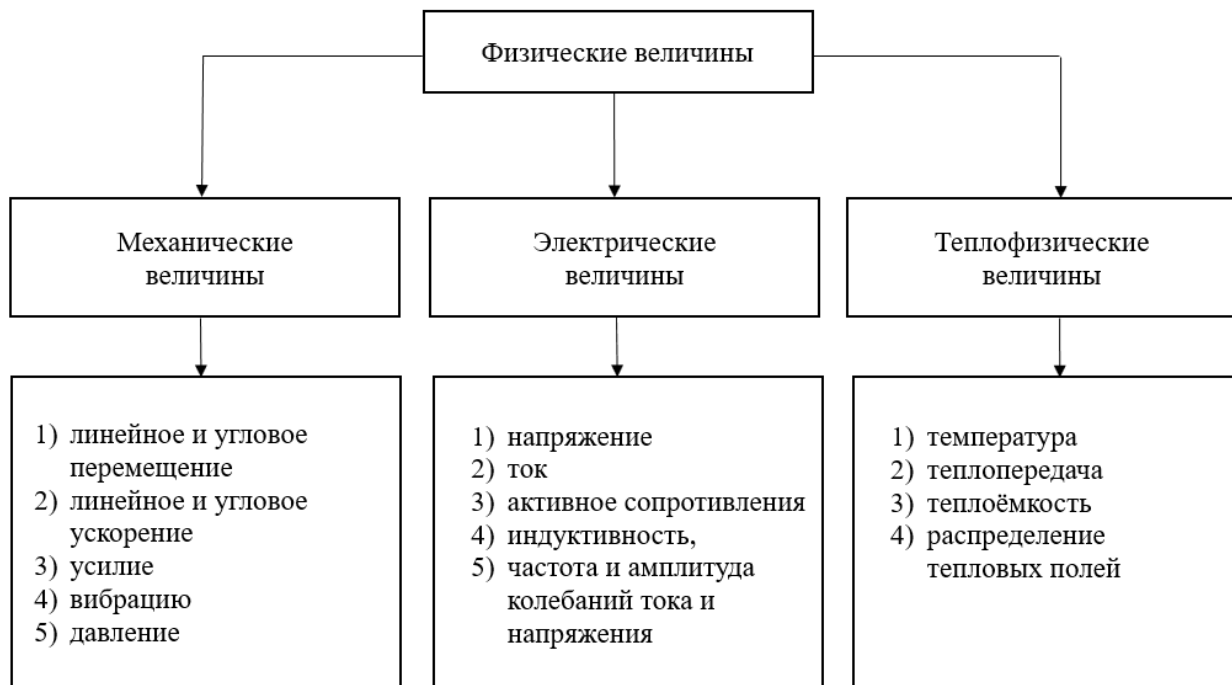 Физические величины
Механические
величины
Электрические
величины
Теплофизические
величины
1) линейное и угловое
перемещение
2) линейное и угловое
ускорение
3) усилие
4) вибрацию
5) давление
1) напряжение
2) ток
3) активное сопротивления
4) индуктивность,
5) частота и амплитуда
колебаний тока и
напряжения
1) температура
2) теплопередача
3) теплоёмкость
4) распределение
тепловых полей